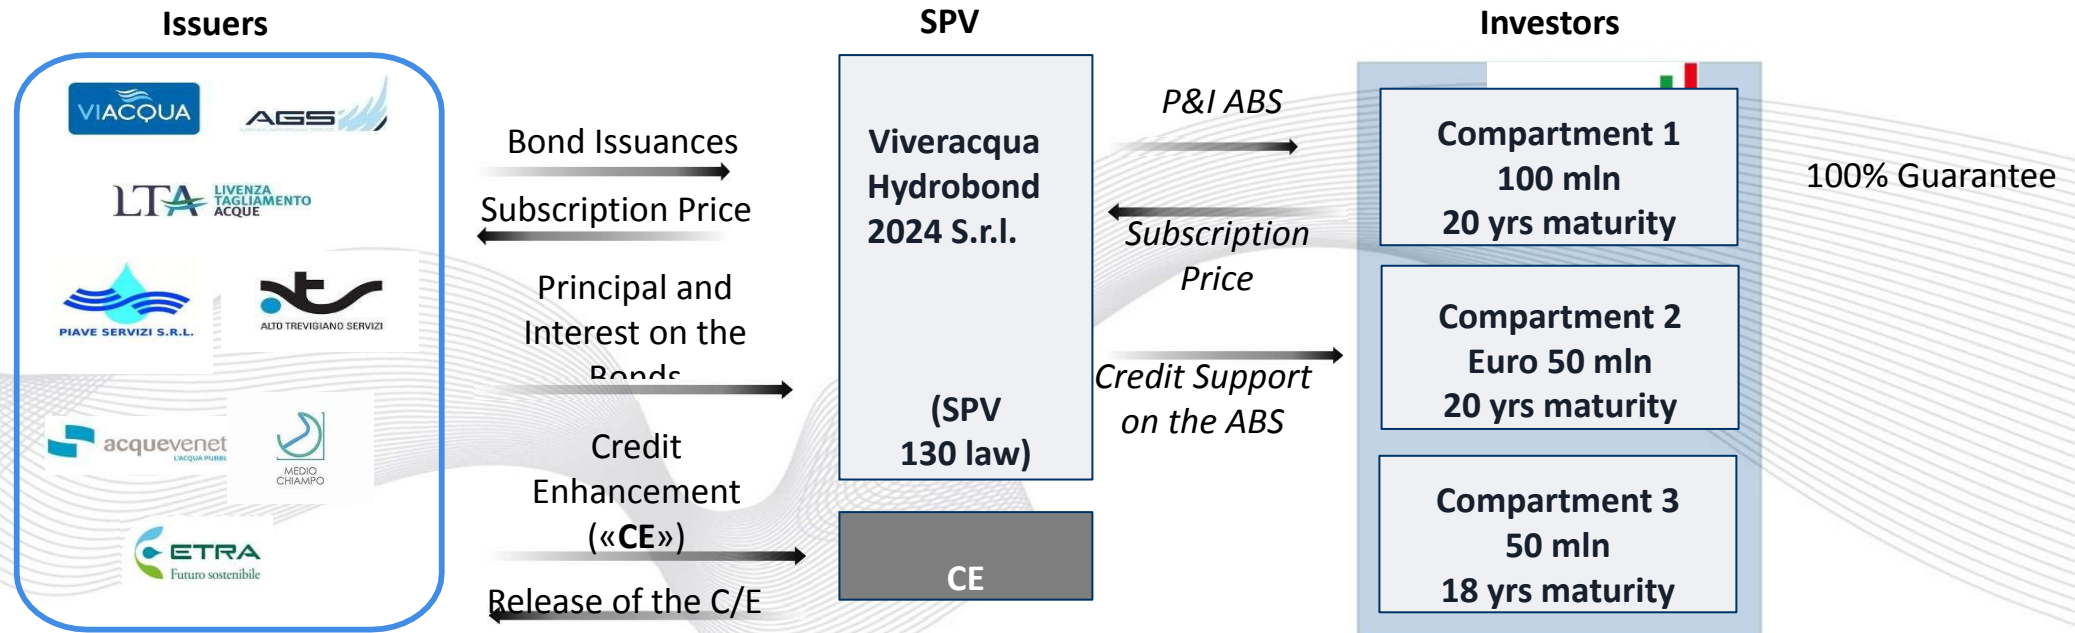 Issuers
SPV
Investors
VIACQUA
AGS
LTA LIVENZA
TAGLIAMENTO
ACQUE
PIAVE SERVIZI S.R.L.
ALTO TREVIGIANO SERVIZI
acquevenet
L'ACQUA PUBBL
MEDIO
CHIAMPO
ETRA
Futuro sostenibile
Bond Issuances
Subscription Price
Principal and
Interest on the
Bonds
Credit
Enhancement
(«CE»)
Release of the C/E
Viveracqua
Hydrobond
2024 S.r.l.
(SPV
130 law)
CE
P&I ABS
Subscription
Price
Credit Support
on the ABS
Compartment 1
100 mln
20 yrs maturity
Compartment 2
Euro 50 mln
20 yrs maturity
Compartment 3
50 mln
18 yrs maturity
100% Guarantee